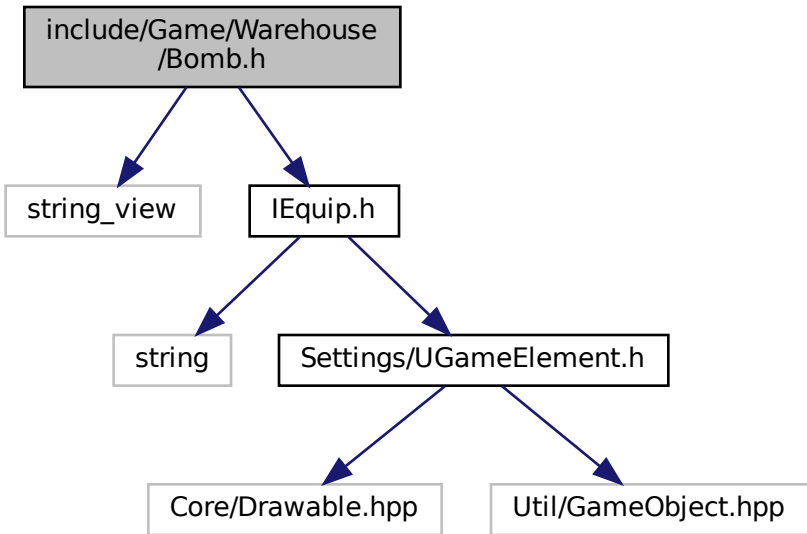 include/Game/Warehouse
/Bomb.h
string_view
IEquip.h
string
Settings/UGameElement.h
Core/Drawable.hpp
Util/GameObject.hpp